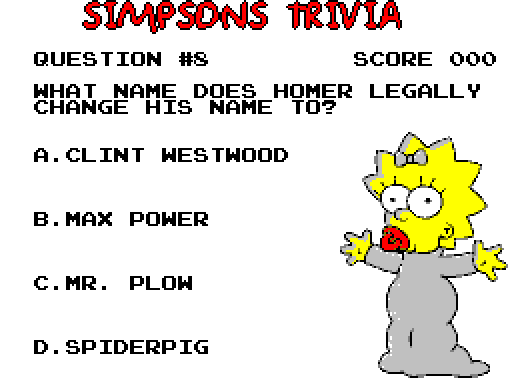 SIMPSONS TRIVIA
QUESTION #8 SCORE 000
WHAT NAME DOES HOMER LEGALLY
CHANGE HIS NAME TO?
A.CLINT WESTWOOD
B.MAX POWER
C.MR. PLOW
D.SPIDERPIG